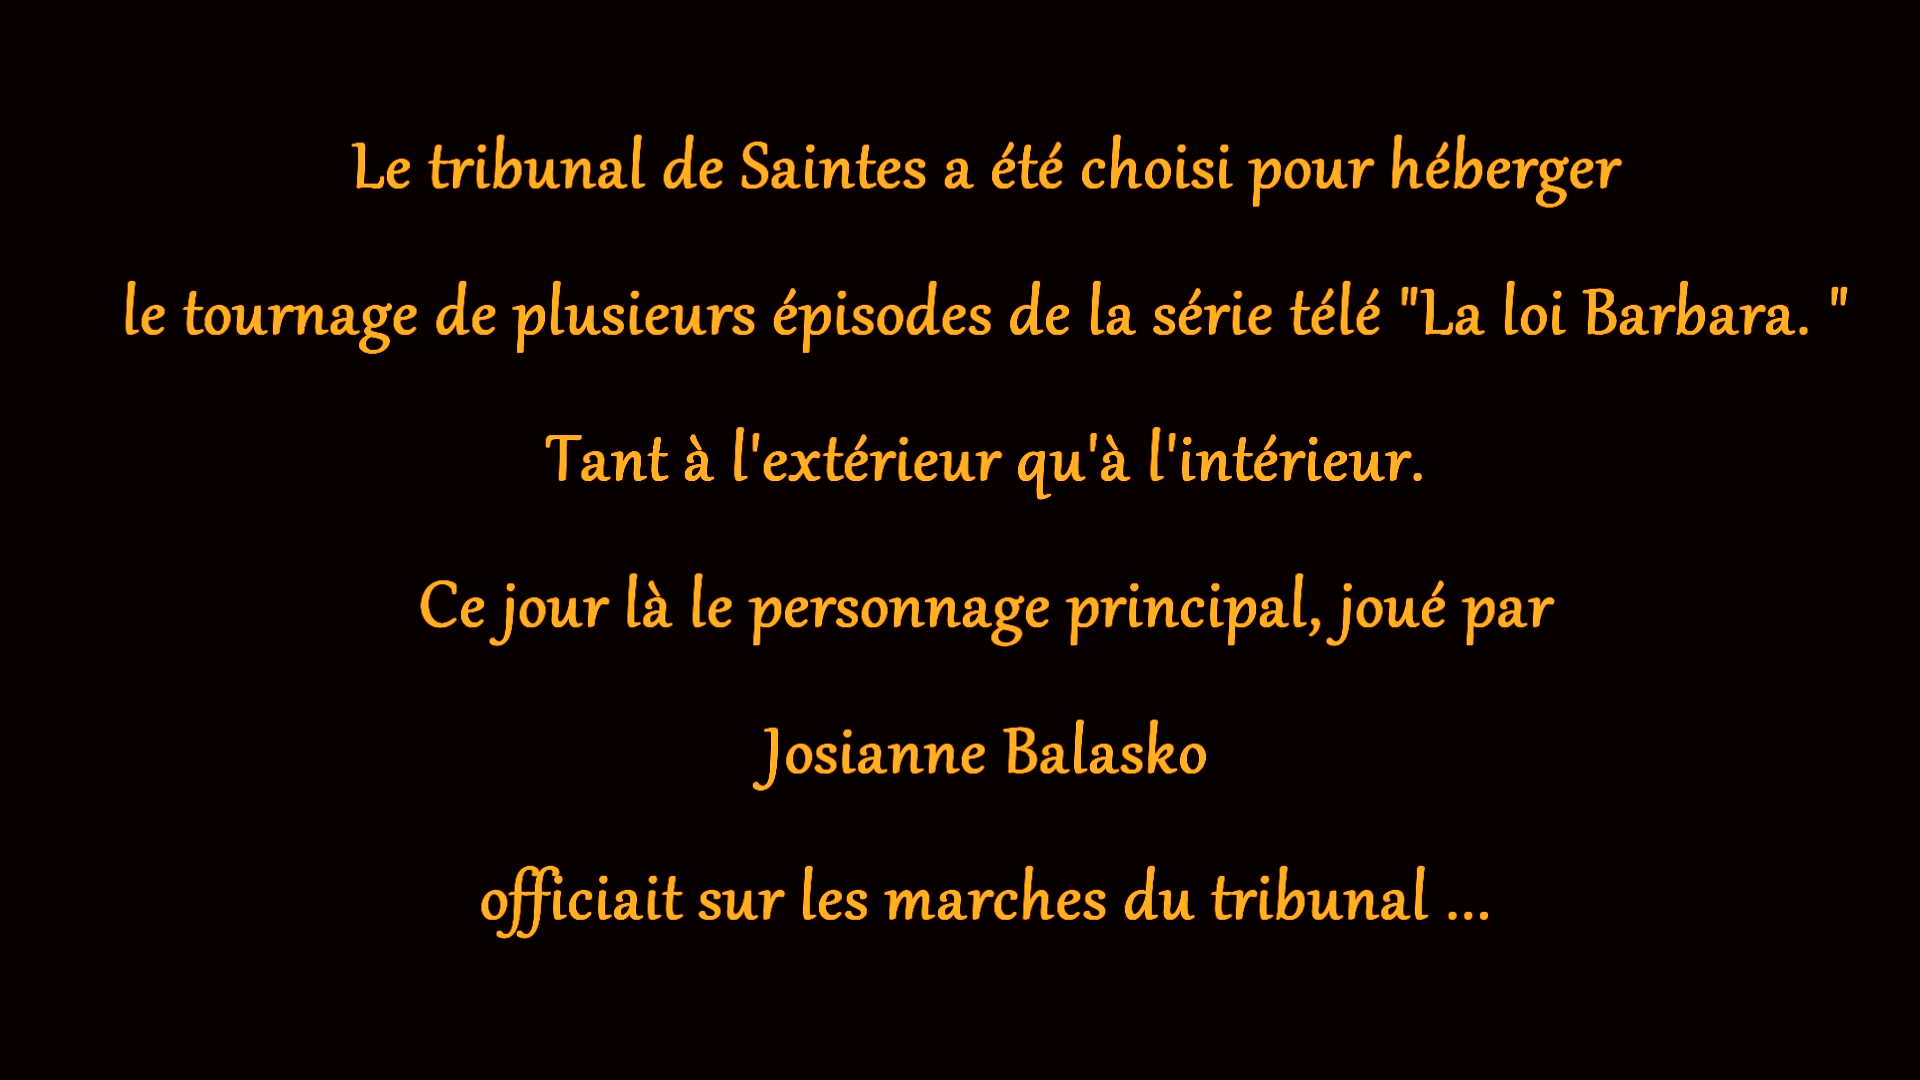 Le tribunal de Saintes a été choisi pour héberger
le tournage de plusieurs épisodes de la série télé "La loi Barbara. "
Tant à l'extérieur qu'à l'intérieur.
Ce jour là le personnage principal, joué par
Josianne Balasko
officiait sur les marches du tribunal ...